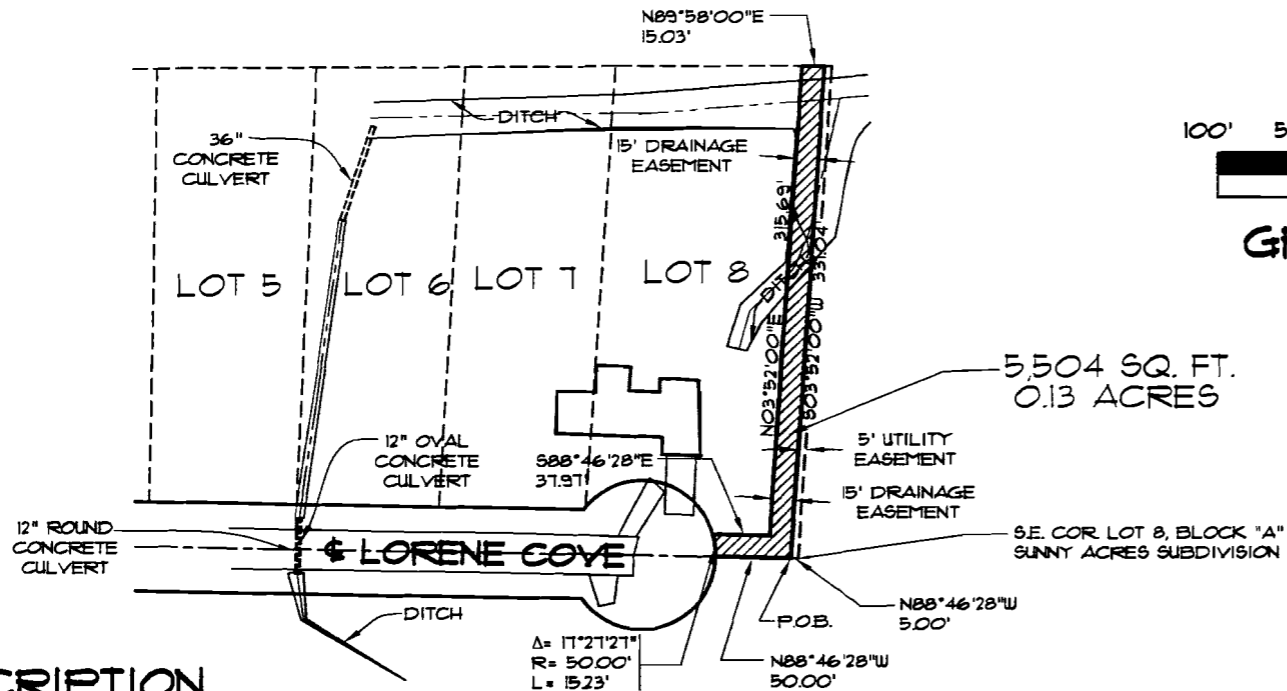 N89°58'00"E
15.03'
DITCH
36"
CONCRETE
CULVERT
15' DRAINAGE
EASEMENT
100'
315.69'
331.04'
LOT 5
LOT 6
LOT 7
LOT 8
DITCH
N03°52'00"E
S03°52'00"W
5,504 SQ. FT.
0.13 ACRES
12" OVAL
CONCRETE
CULVERT
S88°46'28"E
37.97'
5' UTILITY
EASEMENT
15' DRAINAGE
EASEMENT
12" ROUND
CONCRETE
CULVERT
℄ LORENE COVE
S.E. COR. LOT 8, BLOCK "A"
SUNNY ACRES SUBDIVISION
DITCH
P.O.B.
N88°46'28"W
5.00'
Δ= 17°27'27"
R= 50.00'
L= 15.23'
N88°46'28"W
50.00'